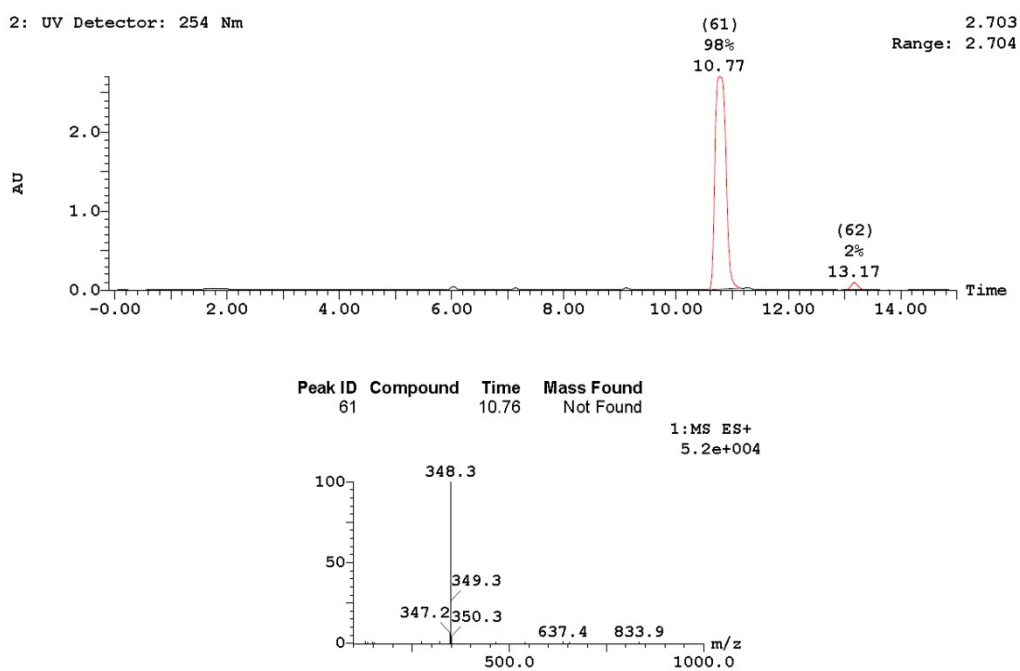 2: UV Detector: 254 Nm 2.703
Range: 2.704
(61)
98%
10.77
2.0
AU
1.0
(62)
2%
13.17
0.0
Time
-0.00 2.00 4.00 6.00 8.00 10.00 12.00 14.00
Peak ID Compound Time Mass Found
61 10.76 Not Found
1:MS ES+
5.2e+004
348.3
100
50
349.3
347.2 350.3
637.4 833.9
0 m/z
500.0 1000.0